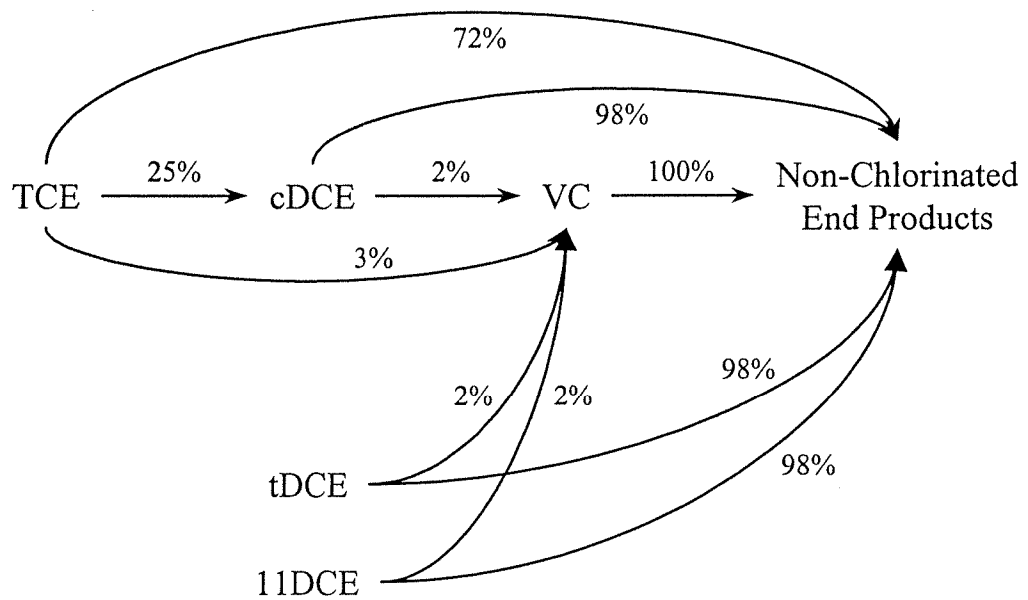 72%
98%
TCE 25% cDCE 2% VC 100% Non-Chlorinated
End Products
3%
2% 2% 98%
98%
tDCE
11DCE